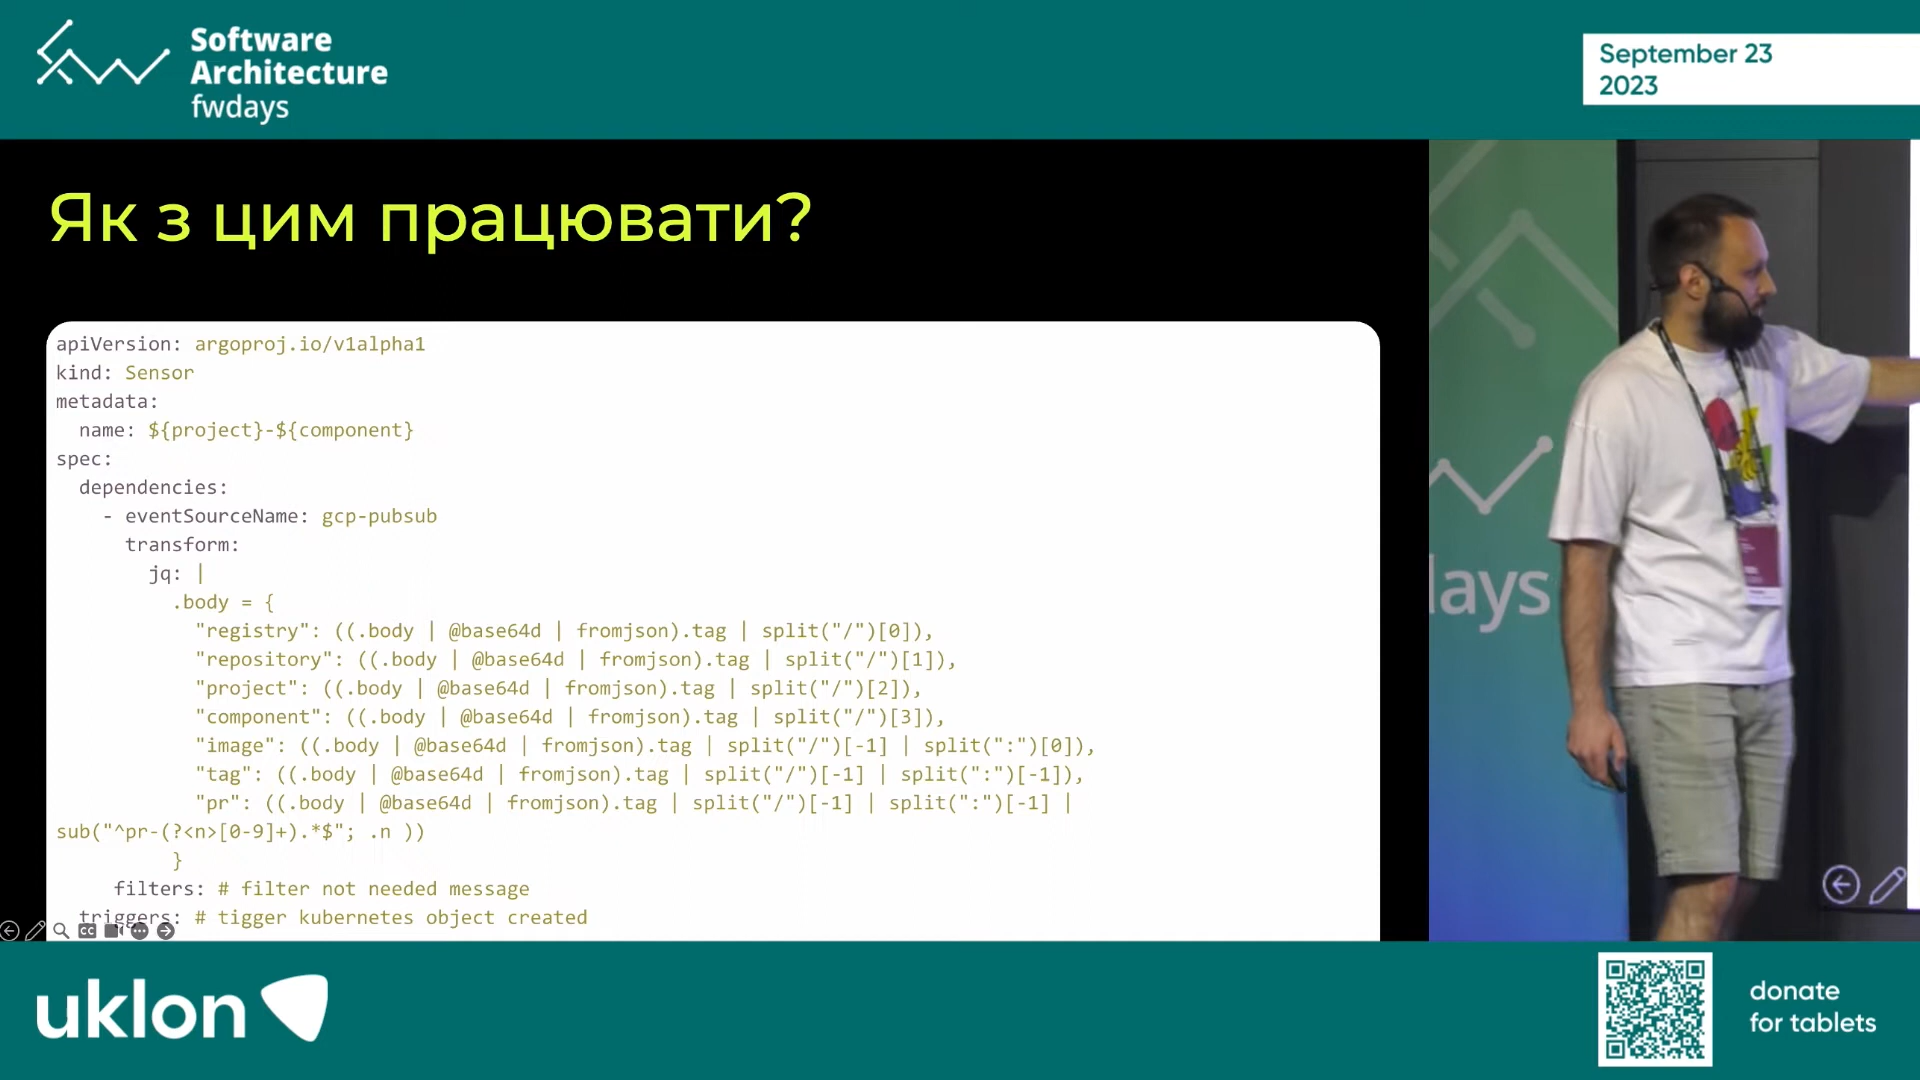 Software
Architecture
fwdays
September 23
2023
Як з цим працювати?
apiVersion: argoproj.io/v1alpha1
kind: Sensor
metadata:
  name: ${project}-${component}
spec:
  dependencies:
    - eventSourceName: gcp-pubsub
      transform:
        jq: |
          .body = {
            "registry": ((.body | @base64d | fromjson).tag | split("/")[0]),
            "repository": ((.body | @base64d | fromjson).tag | split("/")[1]),
            "project": ((.body | @base64d | fromjson).tag | split("/")[2]),
            "component": ((.body | @base64d | fromjson).tag | split("/")[3]),
            "image": ((.body | @base64d | fromjson).tag | split("/")[-1] | split(":")[0]),
            "tag": ((.body | @base64d | fromjson).tag | split("/")[-1] | split(":")[-1]),
            "pr": ((.body | @base64d | fromjson).tag | split("/")[-1] | split(":")[-1] |
sub("^pr-(?<n>[0-9]+).*$"; .n ))
          }
     filters: # filter not needed message
  triggers: # tigger kubernetes object created
CC
days
uklon
donate
for tablets